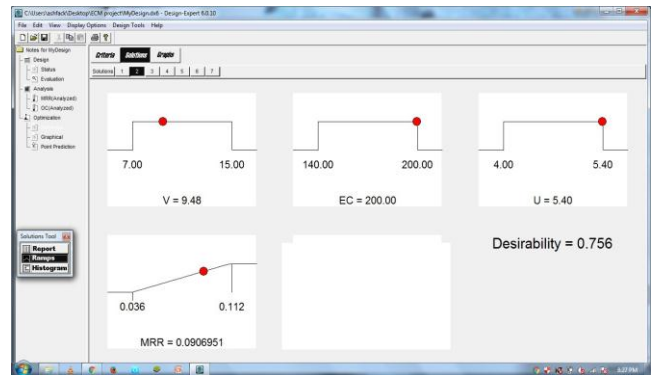 C:\Users\ashfack\Desktop\ECM project\MyDesign.dx6 - Design-Expert 6.0.10
File Edit View Display Options Design Tools Help
Notes for MyDesign
Design
Status
Evaluation
Analysis
MRR(Analyzed)
OC(Analyzed)
Optimization
Graphical
Point Prediction
Criteria Solutions Graphs
Solutions 1 2 3 4 5 6 7
7.00 15.00
V = 9.48
140.00 200.00
EC = 200.00
4.00 5.40
U = 5.40
Solutions Tool
Report
Ramps
Histogram
0.036 0.112
MRR = 0.0906951
Desirability = 0.756